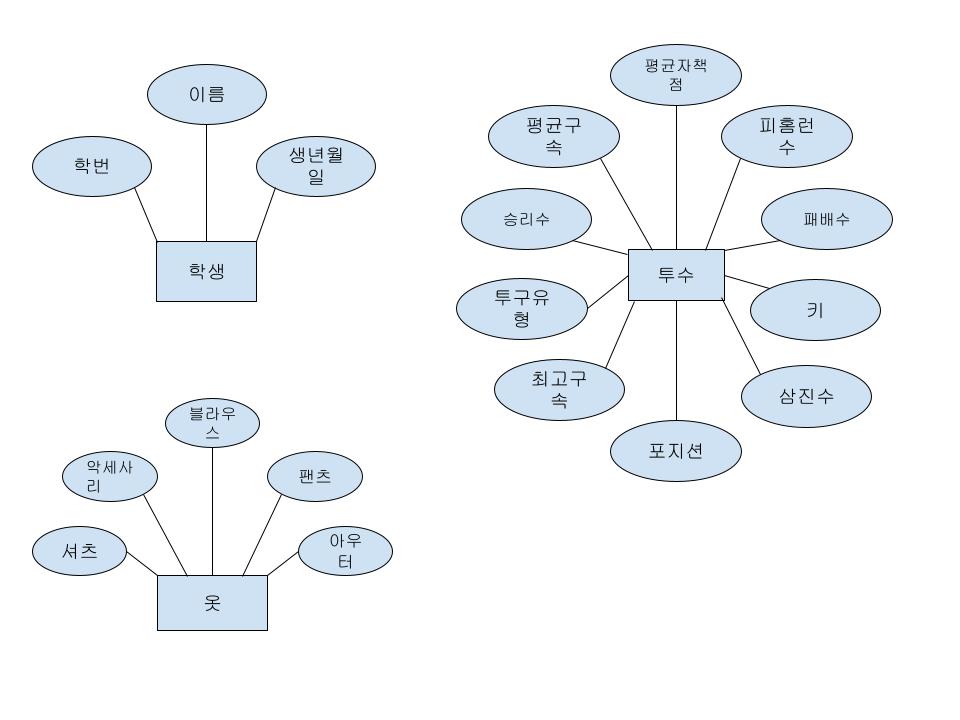 이름
학번
생년월
일
학생
블라우
스
악세사
리
팬츠
셔츠
아우
터
옷
평균자책
점
평균구
속
피홈런
수
승리수
패배수
투수
투구유
형
키
최고구
속
삼진수
포지션